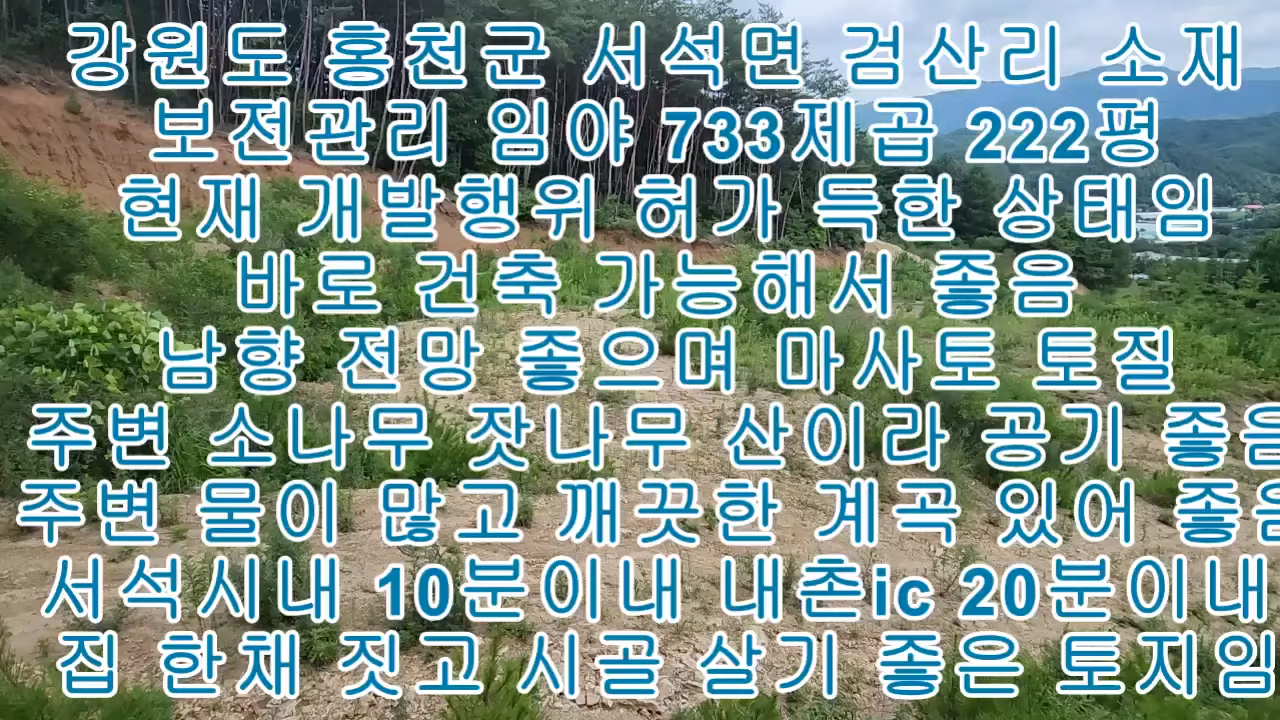 강원도 홍천군 서석면 검산리 소재
보전관리 임야 733제곱 222평
현재 개발행위 허가 득한 상태임
바로 건축 가능해서 좋음
남향 전망 좋으며 마사토 토질
주변 소나무 잣나무 산이라 공기 좋음
주변 물이 많고 깨끗한 계곡 있어 좋음
서석시내 10분이내 내촌ic 20분이내
집 한채 짓고 시골 살기 좋은 토지임